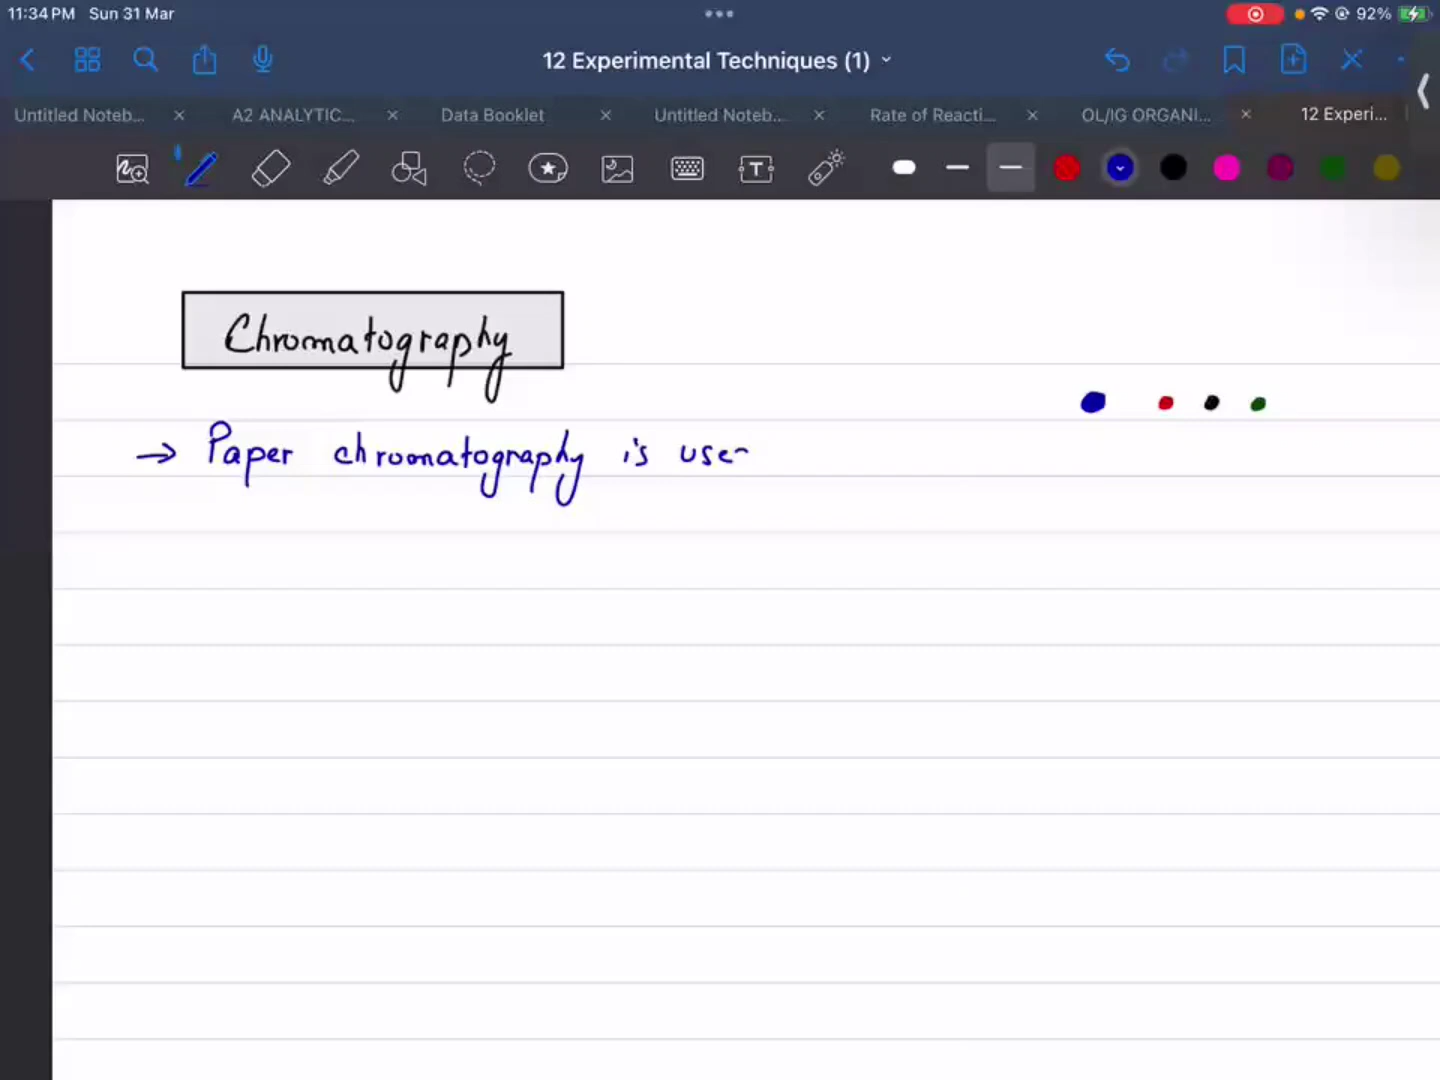 11:34 PM Sun 31 Mar 92%
12 Experimental Techniques (1)
Untitled Noteb... A2 ANALYTIC... Data Booklet Untitled Noteb... Rate of Reacti... OL/IG ORGANI... 12 Experi...
Chromatography
→ Paper chromatography is use